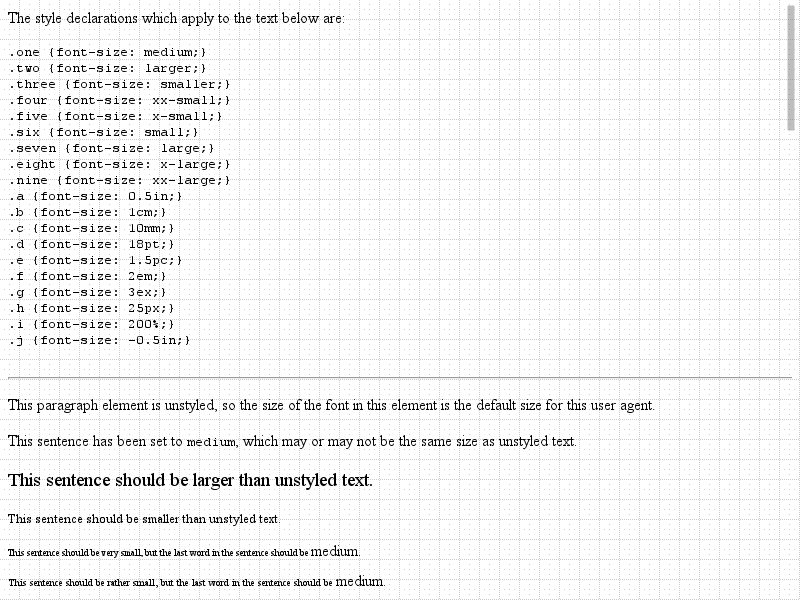 The style declarations which apply to the text below are:
.one {font-size: medium;}
.two {font-size: larger;}
.three {font-size: smaller;}
.four {font-size: xx-small;}
.five {font-size: x-small;}
.six {font-size: small;}
.seven {font-size: large;}
.eight {font-size: x-large;}
.nine {font-size: xx-large;}
.a {font-size: 0.5in;}
.b {font-size: 1cm;}
.c {font-size: 10mm;}
.d {font-size: 18pt;}
.e {font-size: 1.5pc;}
.f {font-size: 2em;}
.g {font-size: 3ex;}
.h {font-size: 25px;}
.i {font-size: 200%;}
.j {font-size: -0.5in;}
This paragraph element is unstyled, so the size of the font in this element is the default size for this user agent.
This sentence has been set to medium, which may or may not be the same size as unstyled text.
This sentence should be larger than unstyled text.
This sentence should be smaller than unstyled text.
This sentence should be very small, but the last word in the sentence should be medium.
This sentence should be rather small, but the last word in the sentence should be medium.